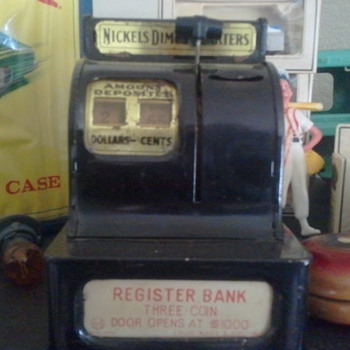 NICKELS DIMES QUARTERS
AMOUNT
DEPOSITED
DOLLARS CENTS
CASE
REGISTER BANK
THREE COIN
DOOR OPENS AT $10.00